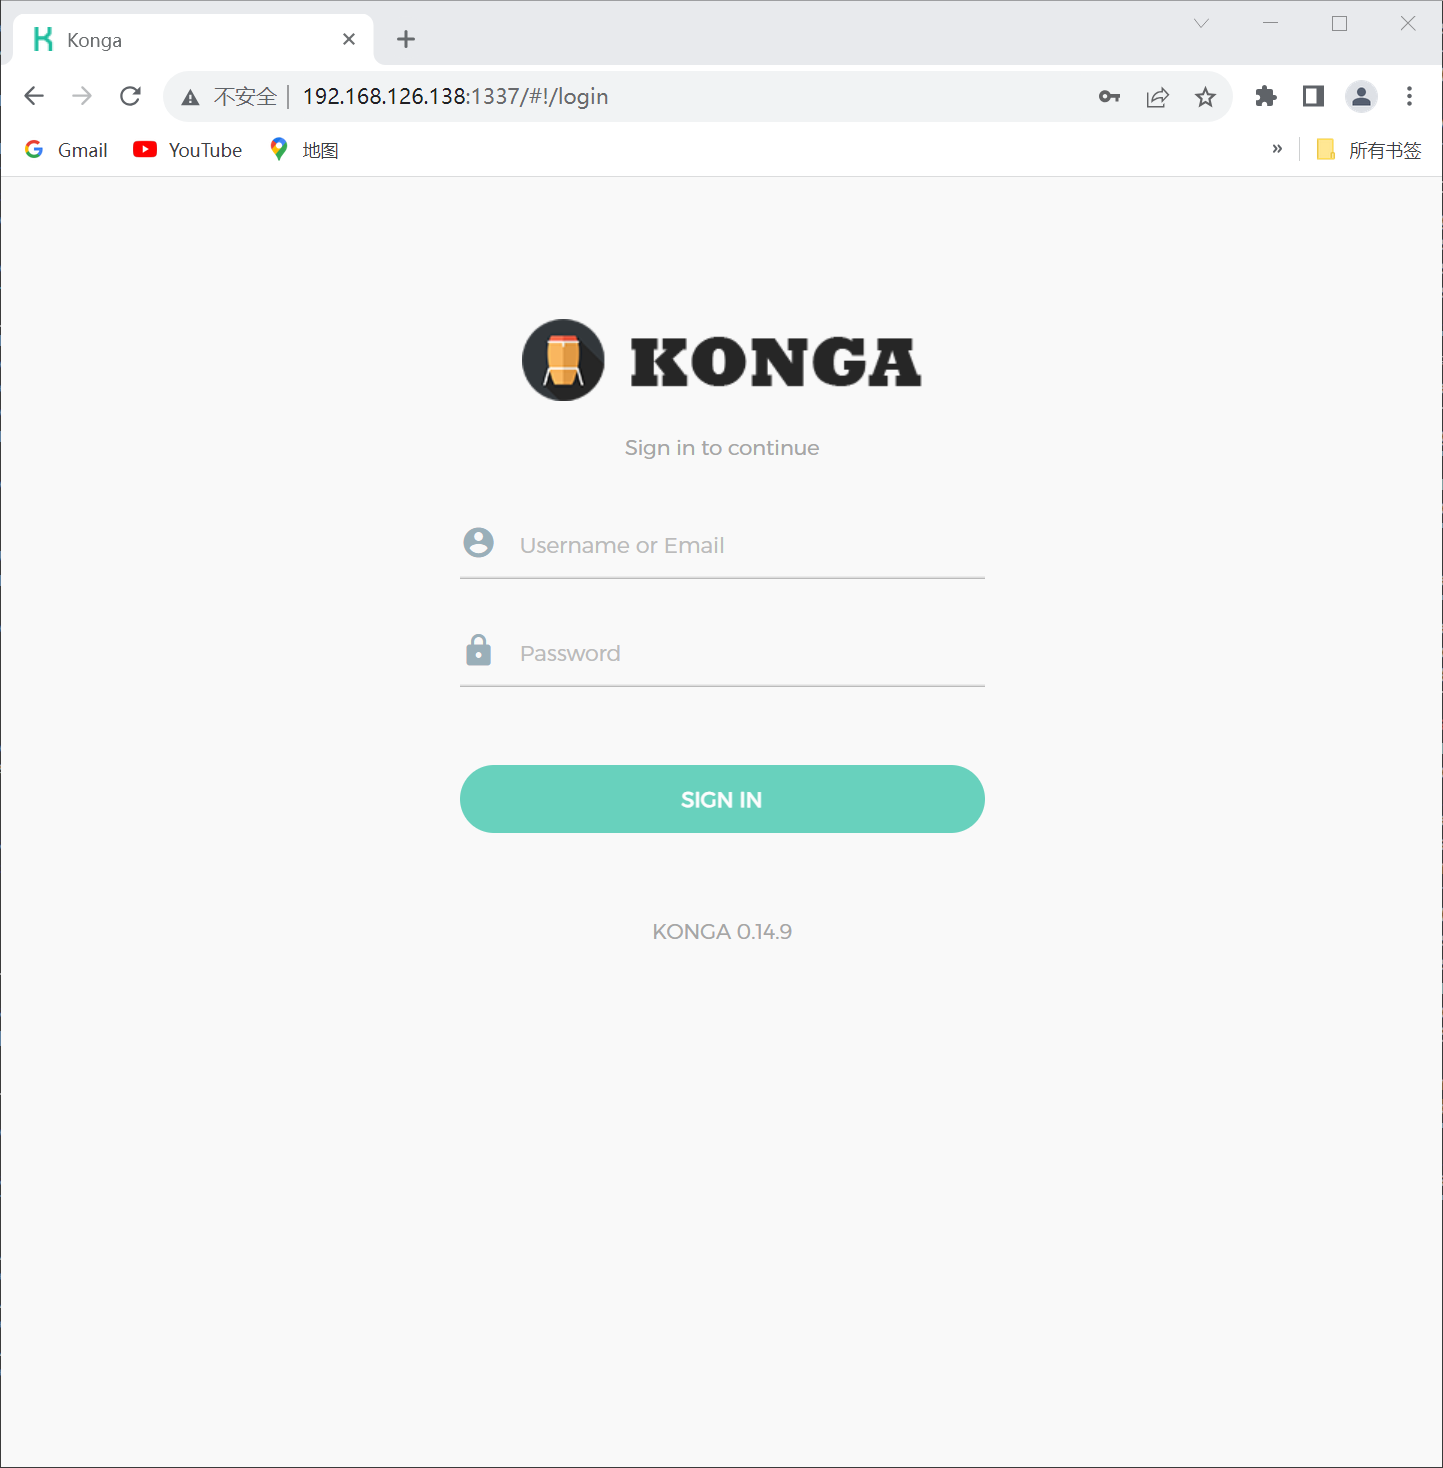 Konga
不安全 192.168.126.138:1337/#!/login
Gmail YouTube 地图 » 所有书签
KONGA
Sign in to continue
Username or Email
Password
SIGN IN
KONGA 0.14.9